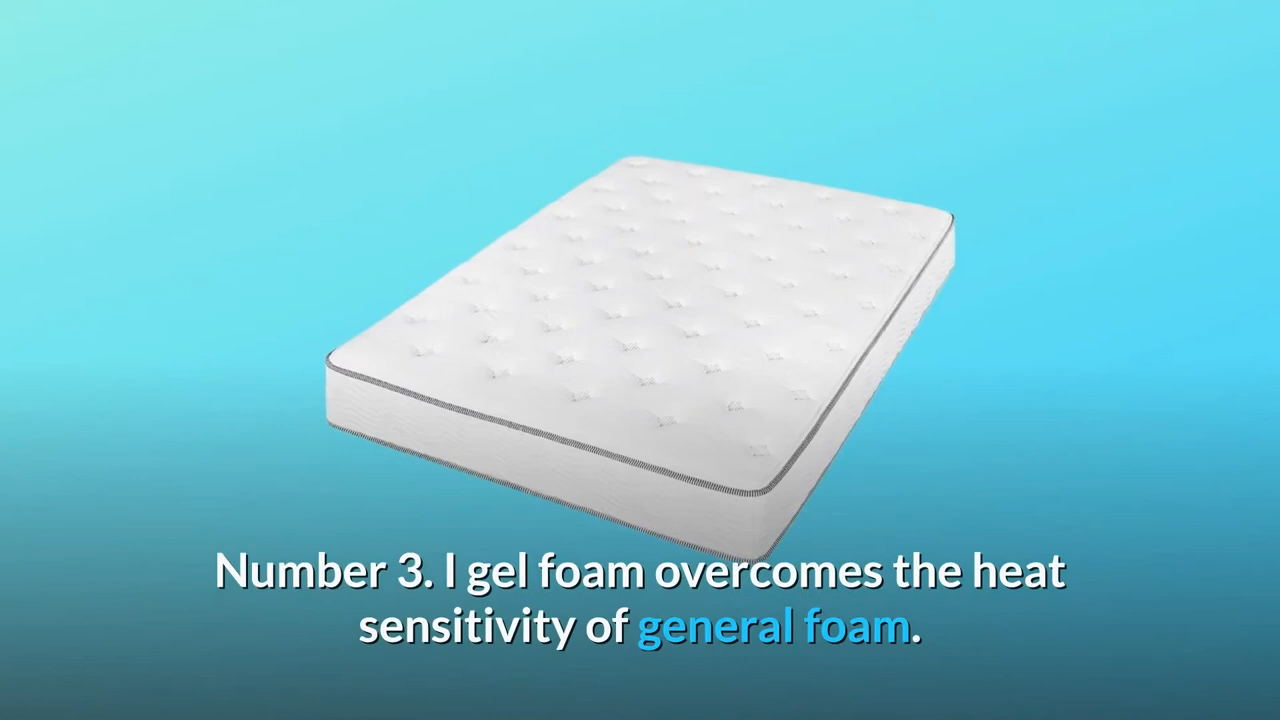 Number 3. I gel foam overcomes the heat
sensitivity of general foam.